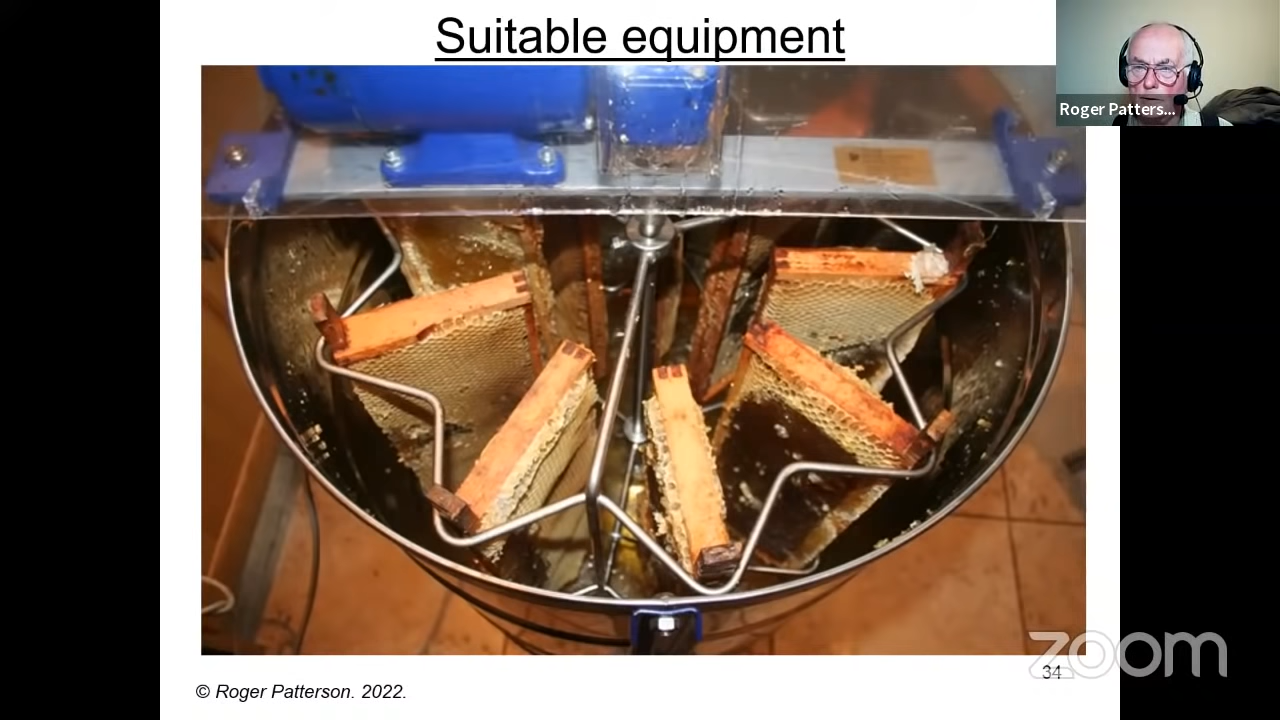 Suitable equipment
Roger Patters...
34
zoom
© Roger Patterson. 2022.